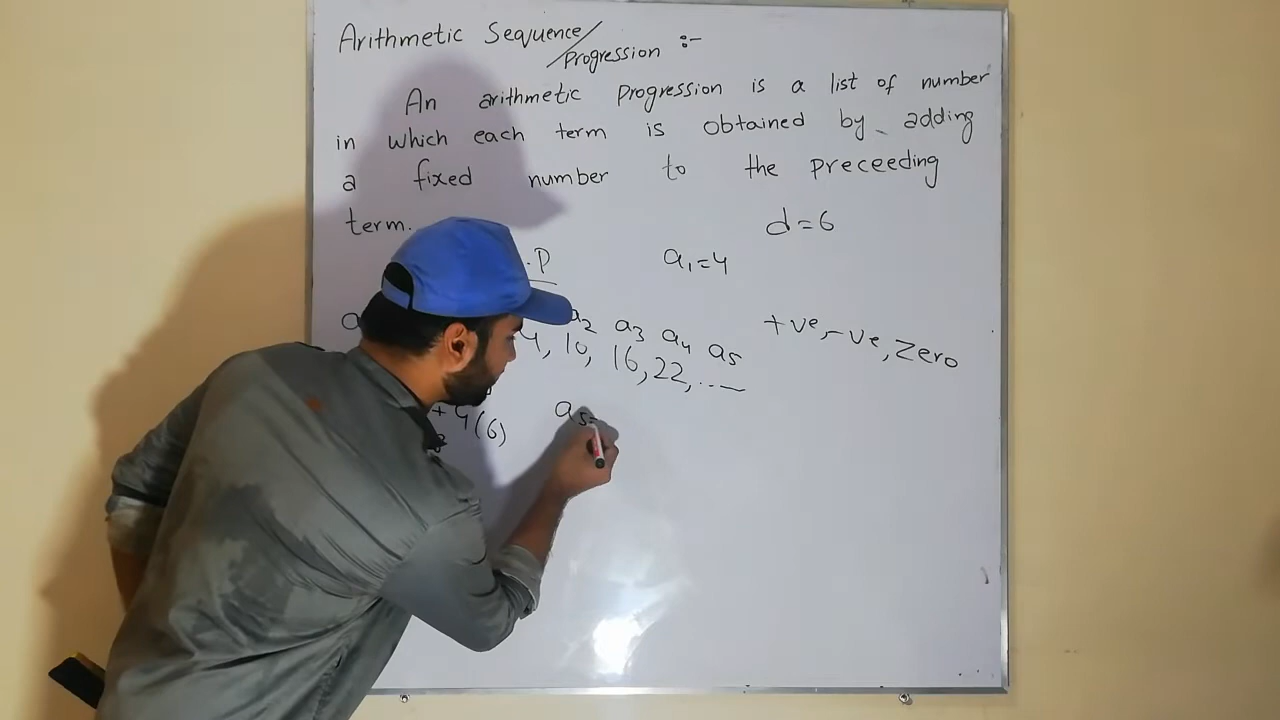 Arithmetic Sequence/
Progression :-
An arithmetic Progression is a list of number
in which each term is obtained by adding
a fixed number to the preceeding
term.
d=6
.P
a₁=4
a
a₂ a₃ a₄ a₅
+ve,-ve, Zero
4, 10, 16, 22, ...
+4(6)
a₅=